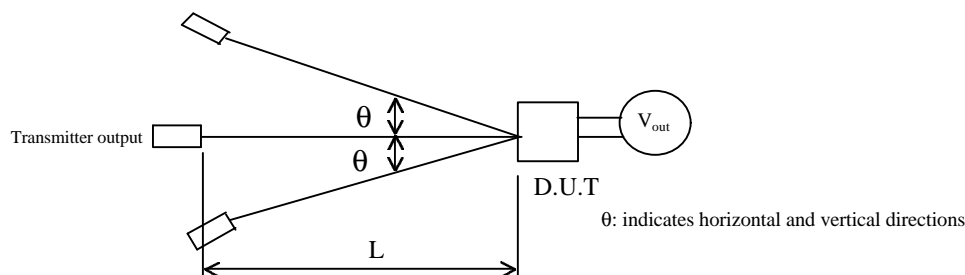 θ
Transmitter output
V_out
θ
D.U.T
θ: indicates horizontal and vertical directions
L